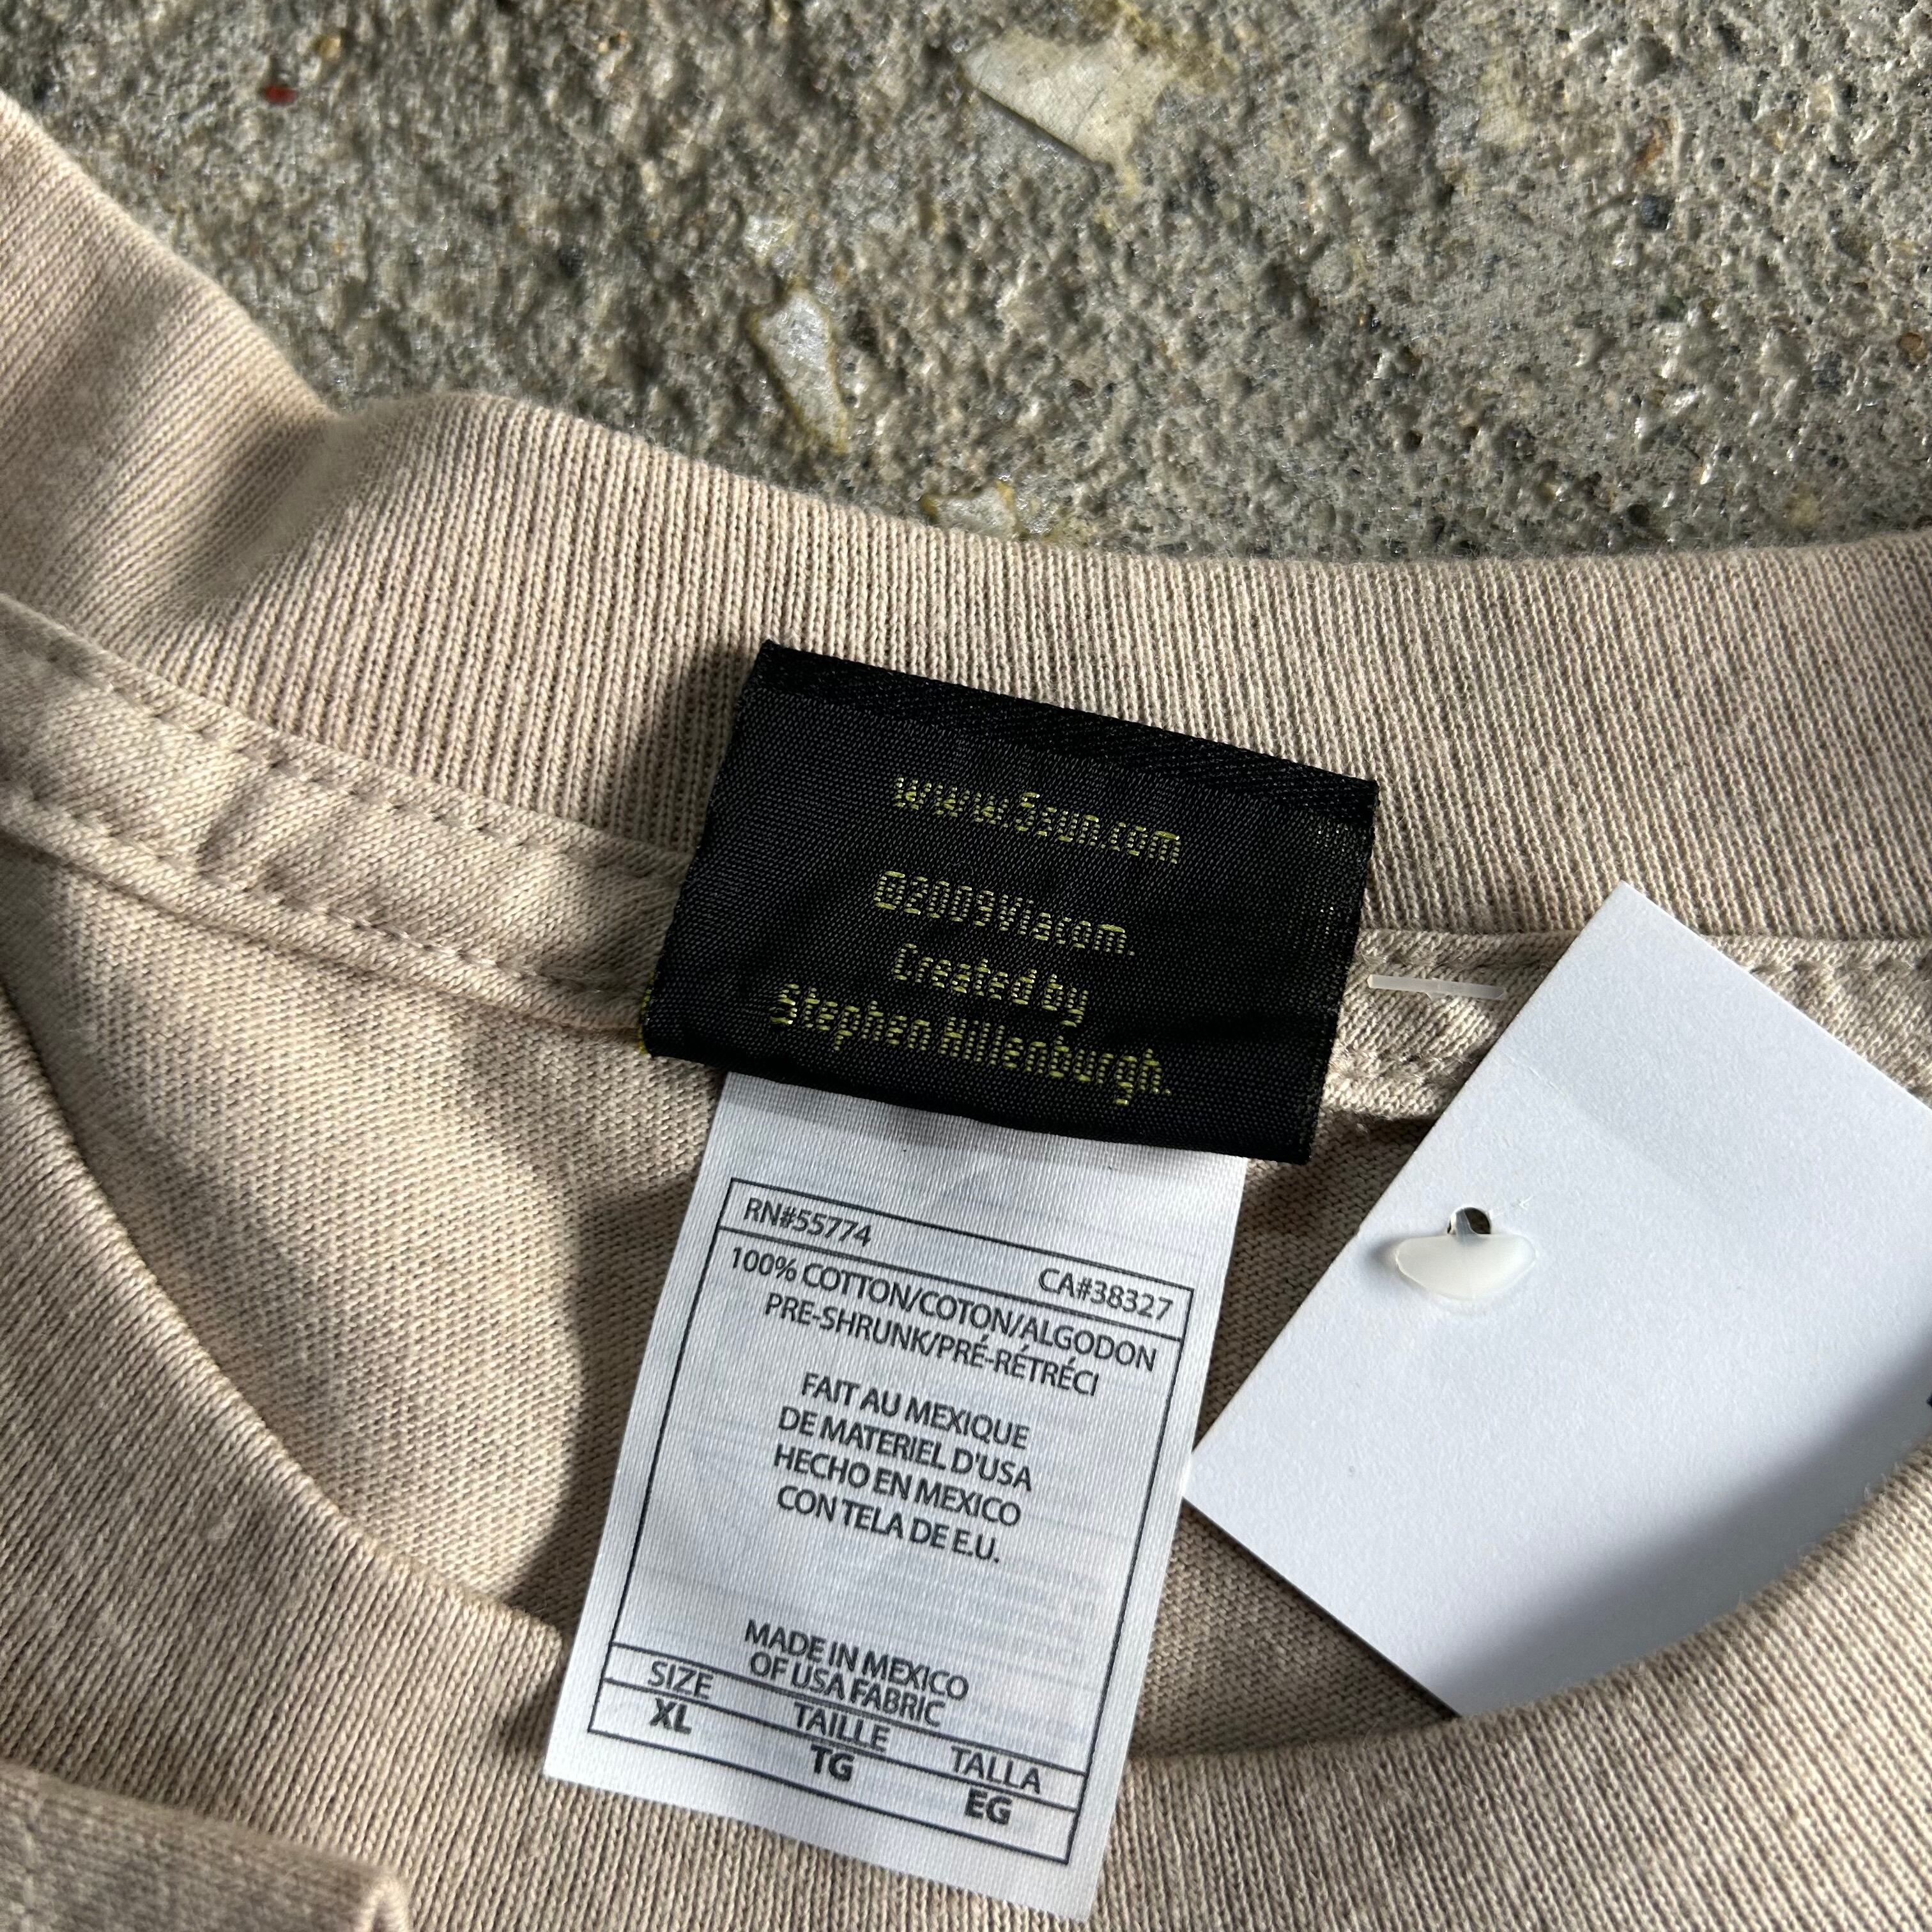 www.5sun.com
©2009Viacom.
Created by
Stephen Hillenburgh.
RN#55774
CA#38327
100% COTTON/COTON/ALGODON
PRE-SHRUNK/PRÉ-RÉTRÉCI
FAIT AU MEXIQUE
DE MATERIEL D'USA
HECHO EN MEXICO
CON TELA DE E.U.
MADE IN MEXICO
OF USA FABRIC
SIZE TAILLE TALLA
XL TG EG